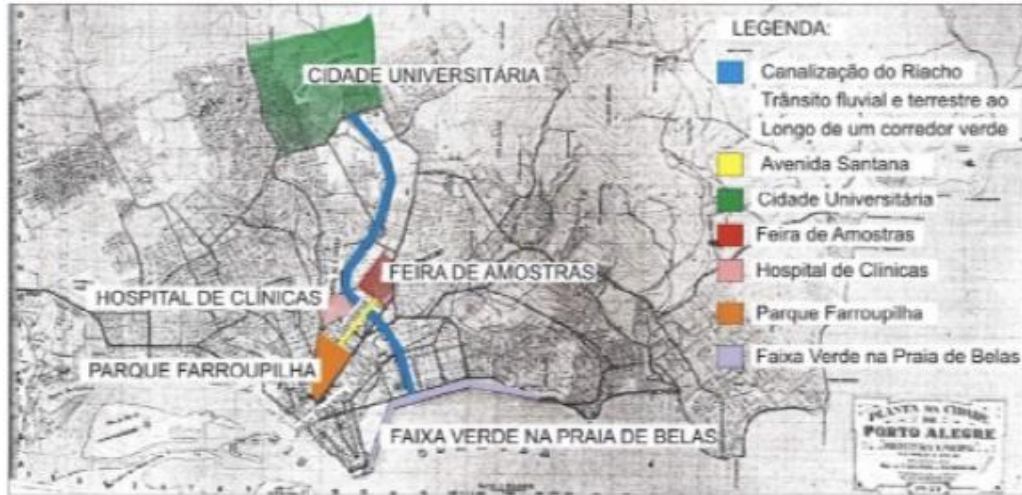 CIDADE UNIVERSITÁRIA
HOSPITAL DE CLÍNICAS
FEIRA DE AMOSTRAS
PARQUE FARROUPILHA
FAIXA VERDE NA PRAIA DE BELAS
LEGENDA:
Canalização do Riacho
Trânsito fluvial e terrestre ao
Longo de um corredor verde
Avenida Santana
Cidade Universitária
Feira de Amostras
Hospital de Clínicas
Parque Farroupilha
Faixa Verde na Praia de Belas
PLANTA DA CIDADE
DE
PORTO ALEGRE